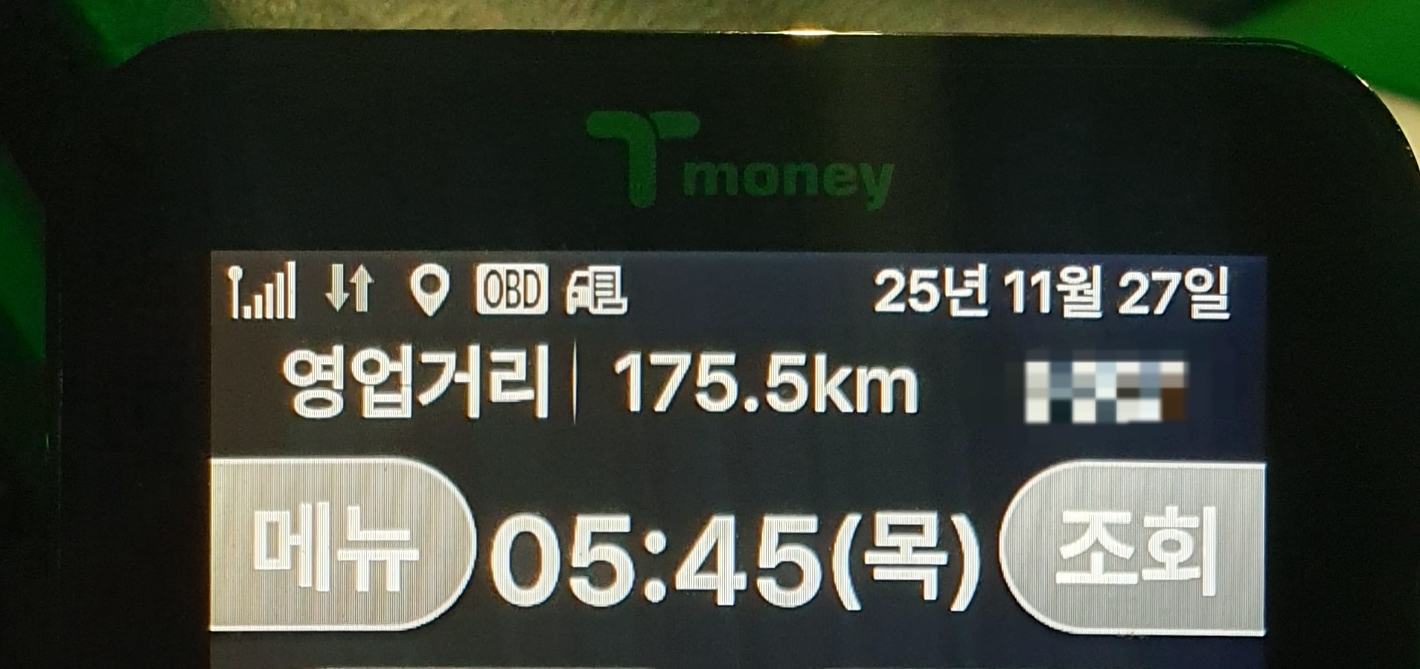 Tmoney
OBD 25년 11월 27일
영업거리 175.5km
메뉴 05:45(목) 조회